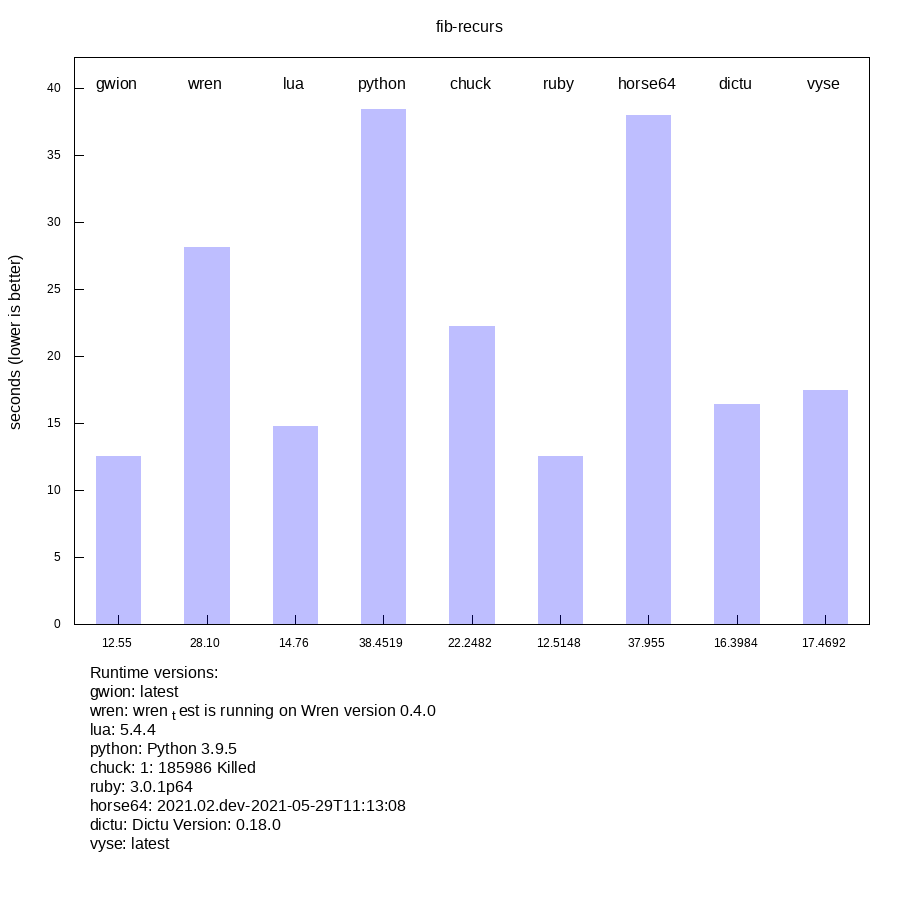 fib-recurs
gwion wren lua python chuck ruby horse64 dictu vyse
seconds (lower is better)
40
35
30
25
20
15
10
5
0
12.55 28.10 14.76 38.4519 22.2482 12.5148 37.955 16.3984 17.4692
Runtime versions:
gwion: latest
wren: wren t est is running on Wren version 0.4.0
lua: 5.4.4
python: Python 3.9.5
chuck: 1: 185986 Killed
ruby: 3.0.1p64
horse64: 2021.02.dev-2021-05-29T11:13:08
dictu: Dictu Version: 0.18.0
vyse: latest